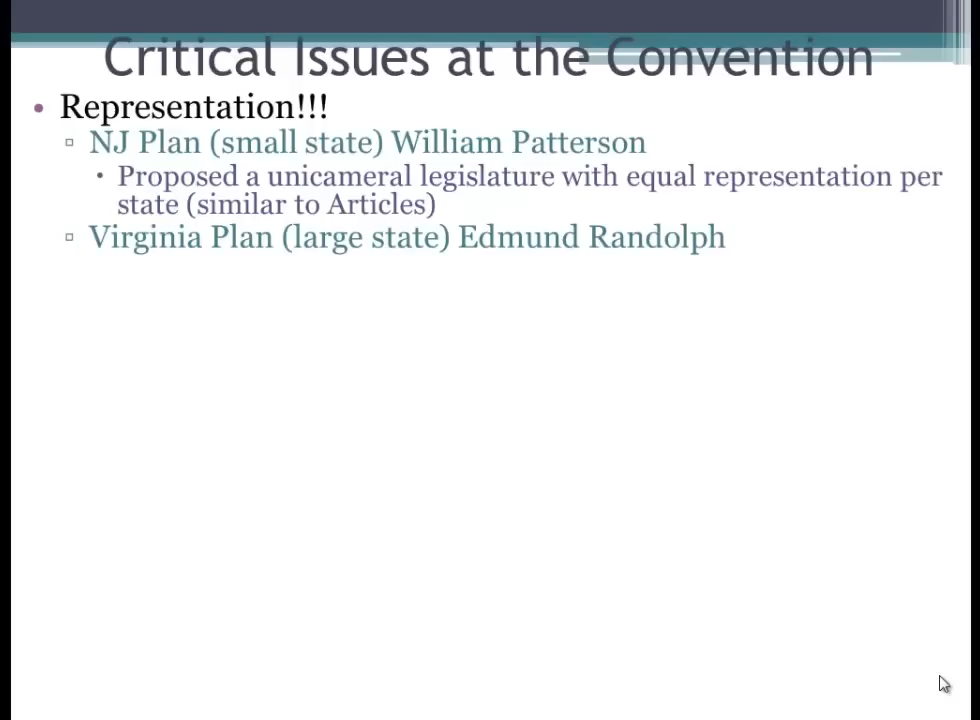 Critical Issues at the Convention
• Representation!!!
▫ NJ Plan (small state) William Patterson
▪ Proposed a unicameral legislature with equal representation per
state (similar to Articles)
▫ Virginia Plan (large state) Edmund Randolph